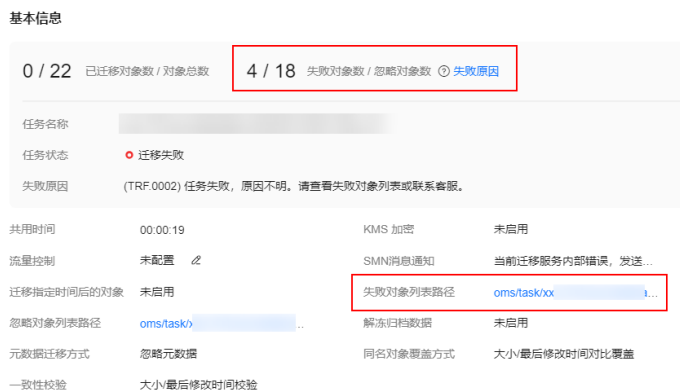 基本信息
0 / 22 已迁移对象数 / 对象总数 4 / 18 失败对象数 / 忽略对象数 ? 失败原因
任务名称
任务状态 迁移失败
失败原因 (TRF.0002) 任务失败，原因不明。请查看失败对象列表或联系客服。
共用时间 00:00:19 KMS 加密 未启用
流量控制 未配置 SMN消息通知 当前迁移服务内部错误，发送...
迁移指定时间后的对象 未启用 失败对象列表路径 oms/task/xx ...
忽略对象列表路径 oms/task/ .. 解冻归档数据 未启用
元数据迁移方式 忽略元数据 同名对象覆盖方式 大小/最后修改时间对比覆盖
一致性校验 大小/最后修改时间校验